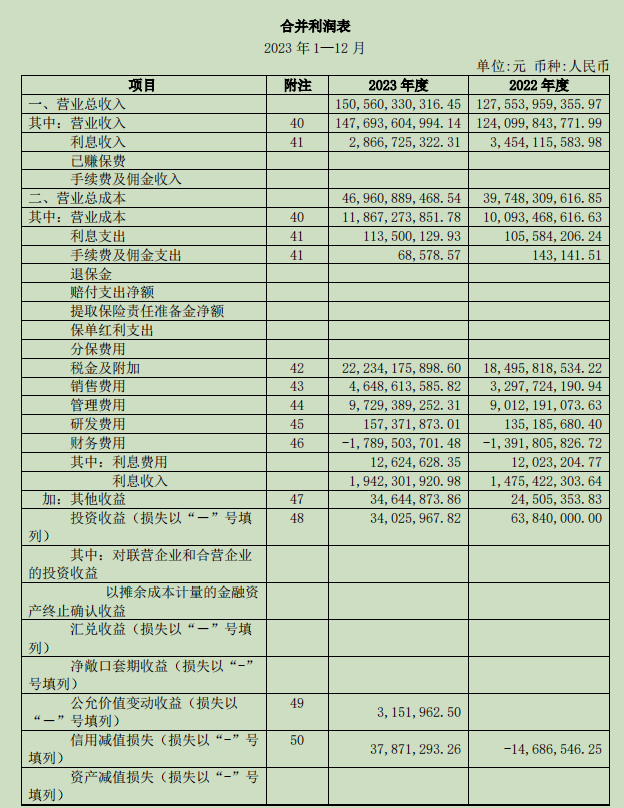 合并利润表
2023 年 1—12 月
单位:元 币种:人民币
项目 附注 2023 年度 2022 年度
一、营业总收入 150,560,330,316.45 127,553,959,355.97
其中：营业收入 40 147,693,604,994.14 124,099,843,771.99
利息收入 41 2,866,725,322.31 3,454,115,583.98
已赚保费
手续费及佣金收入
二、营业总成本 46,960,889,468.54 39,748,309,616.85
其中：营业成本 40 11,867,273,851.78 10,093,468,616.63
利息支出 41 113,500,129.93 105,584,206.24
手续费及佣金支出 41 68,578.57 143,141.51
退保金
赔付支出净额
提取保险责任准备金净额
保单红利支出
分保费用
税金及附加 42 22,234,175,898.60 18,495,818,534.22
销售费用 43 4,648,613,585.82 3,297,724,190.94
管理费用 44 9,729,389,252.31 9,012,191,073.63
研发费用 45 157,371,873.01 135,185,680.40
财务费用 46 -1,789,503,701.48 -1,391,805,826.72
其中：利息费用 12,624,628.35 12,023,204.77
利息收入 1,942,301,920.98 1,475,422,303.64
加：其他收益 47 34,644,873.86 24,505,353.83
投资收益（损失以“－”号填 48 34,025,967.82 63,840,000.00
列）
其中：对联营企业和合营企业
的投资收益
以摊余成本计量的金融资
产终止确认收益
汇兑收益（损失以“－”号填
列）
净敞口套期收益（损失以“-”
号填列）
公允价值变动收益（损失以 49 3,151,962.50
“－”号填列）
信用减值损失（损失以“-”号 50 37,871,293.26 -14,686,546.25
填列）
资产减值损失（损失以“-”号
填列）